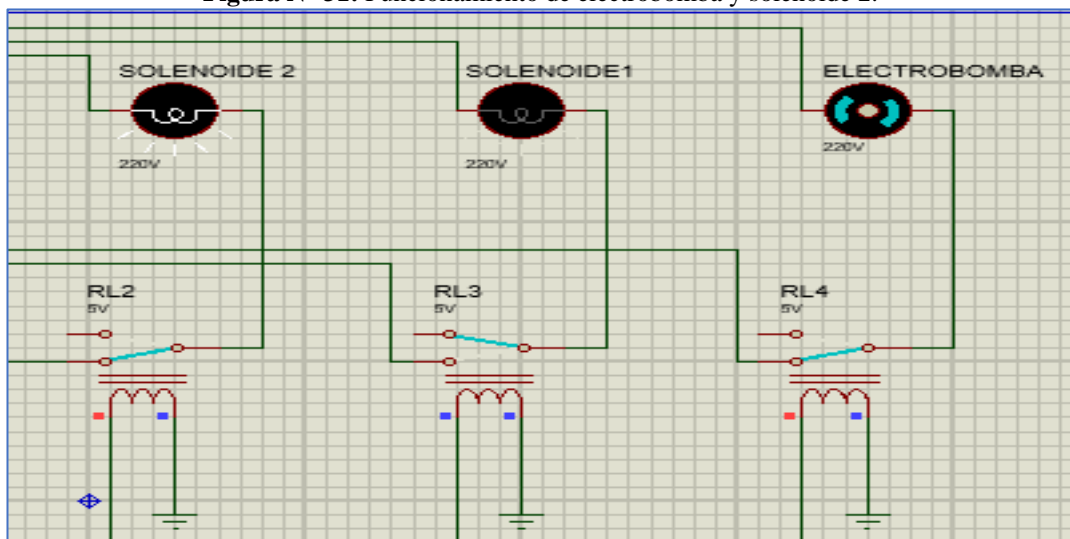 SOLENOIDE 2
220V
SOLENOIDE1
220V
ELECTROBOMBA
220V
RL2
5V
RL3
5V
RL4
5V